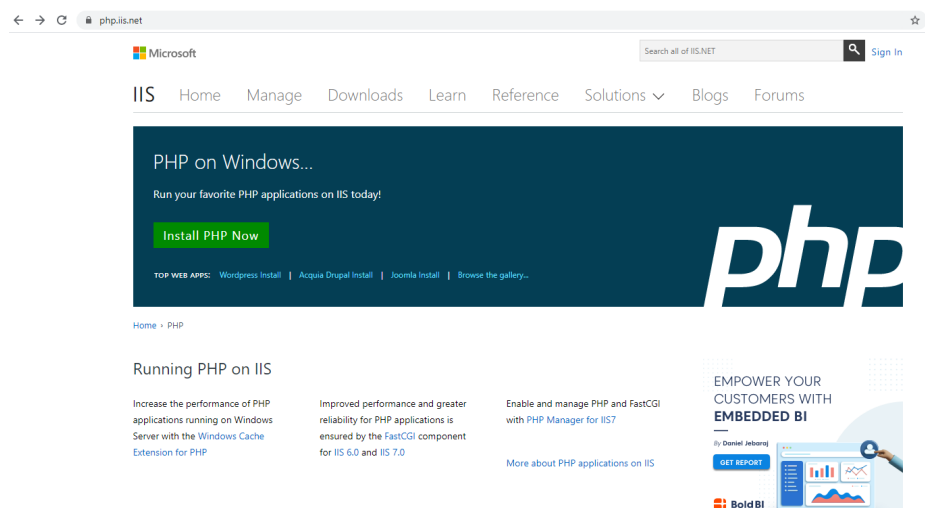 php.iis.net
Microsoft
Search all of IIS.NET
Sign In
IIS Home Manage Downloads Learn Reference Solutions Blogs Forums
PHP on Windows...
Run your favorite PHP applications on IIS today!
Install PHP Now
php
TOP WEB APPS: Wordpress Install | Acquia Drupal Install | Joomla Install | Browse the gallery...
Home › PHP
Running PHP on IIS
Increase the performance of PHP
applications running on Windows
Server with the Windows Cache
Extension for PHP
Improved performance and greater
reliability for PHP applications is
ensured by the FastCGI component
for IIS 6.0 and IIS 7.0
Enable and manage PHP and FastCGI
with PHP Manager for IIS7
More about PHP applications on IIS
EMPOWER YOUR
CUSTOMERS WITH
EMBEDDED BI
By Daniel Jebaraj
GET REPORT
Bold BI